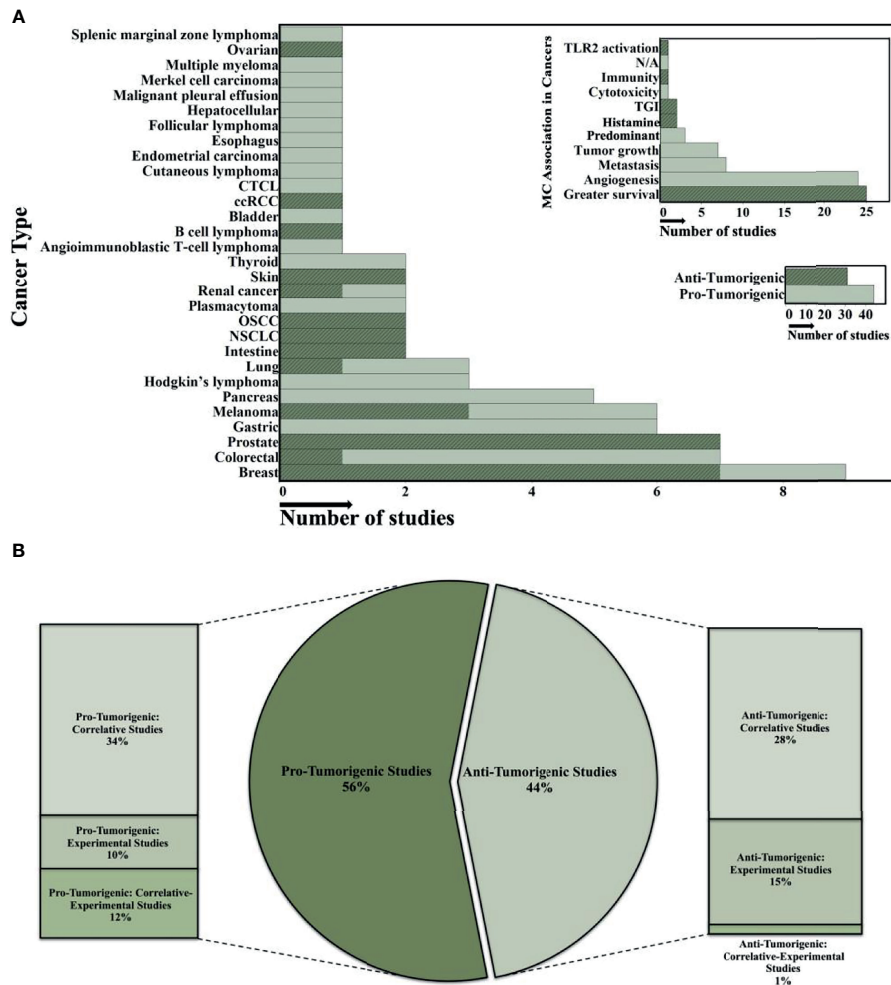 A
Cancer Type
Splenic marginal zone lymphoma
Ovarian
Multiple myeloma
Merkel cell carcinoma
Malignant pleural effusion
Hepatocellular
Follicular lymphoma
Esophagus
Endometrial carcinoma
Cutaneous lymphoma
CTCL
ccRCC
Bladder
B cell lymphoma
Angioimmunoblastic T-cell lymphoma
Thyroid
Skin
Renal cancer
Plasmacytoma
OSCC
NSCLC
Intestine
Lung
Hodgkin's lymphoma
Pancreas
Melanoma
Gastric
Prostate
Colorectal
Breast
0 2 4 6 8
Number of studies
MC Association in Cancers
TLR2 activation
N/A
Immunity
Cytotoxicity
TGI
Histamine
Predominant
Tumor growth
Metastasis
Angiogenesis
Greater survival
0 5 10 15 20 25
Number of studies
Anti-Tumorigenic
Pro-Tumorigenic
0 10 20 30 40
Number of studies
B
Pro-Tumorigenic:
Correlative Studies
34%
Pro-Tumorigenic:
Experimental Studies
10%
Pro-Tumorigenic: Correlative-
Experimental Studies
12%
Pro-Tumorigenic Studies
56%
Anti-Tumorigenic Studies
44%
Anti-Tumorigenic:
Correlative Studies
28%
Anti-Tumorigenic:
Experimental Studies
15%
Anti-Tumorigenic:
Correlative-Experimental
Studies
1%